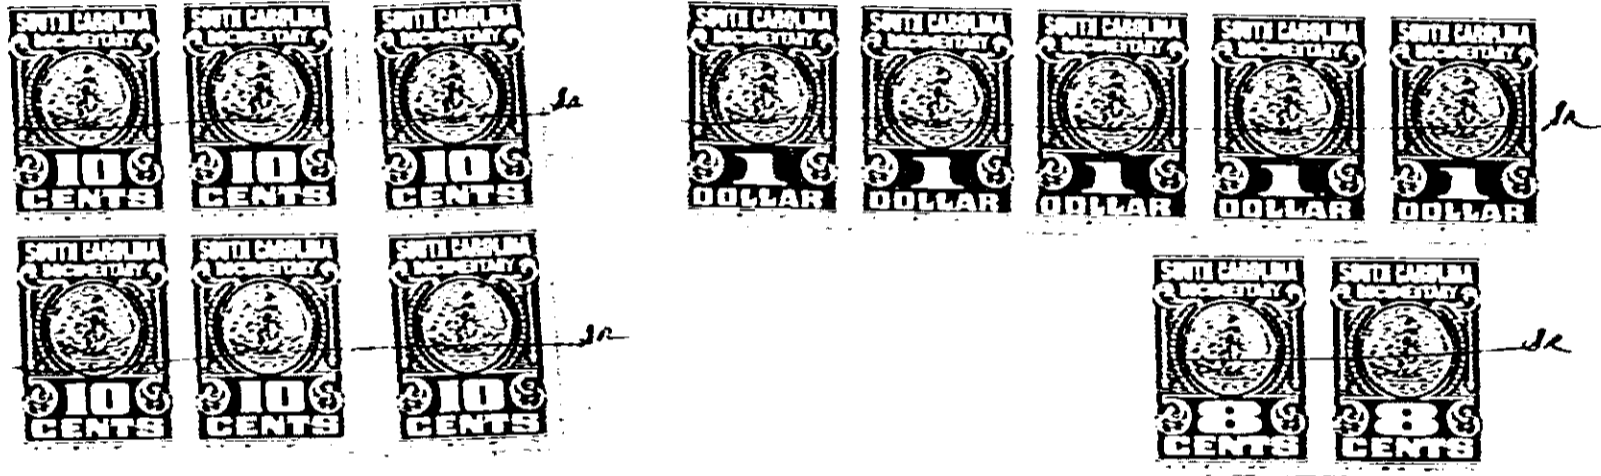 SOUTH CAROLINA SOUTH CAROLINA SOUTH CAROLINA
DOCUMENTARY DOCUMENTARY DOCUMENTARY
10 10 10
CENTS CENTS CENTS
SOUTH CAROLINA SOUTH CAROLINA SOUTH CAROLINA
DOCUMENTARY DOCUMENTARY DOCUMENTARY
10 10 10
CENTS CENTS CENTS
SOUTH CAROLINA SOUTH CAROLINA SOUTH CAROLINA SOUTH CAROLINA SOUTH CAROLINA
DOCUMENTARY DOCUMENTARY DOCUMENTARY DOCUMENTARY DOCUMENTARY
1 1 1 1 1
DOLLAR DOLLAR DOLLAR DOLLAR DOLLAR
SOUTH CAROLINA SOUTH CAROLINA
DOCUMENTARY DOCUMENTARY
8 8
CENTS CENTS